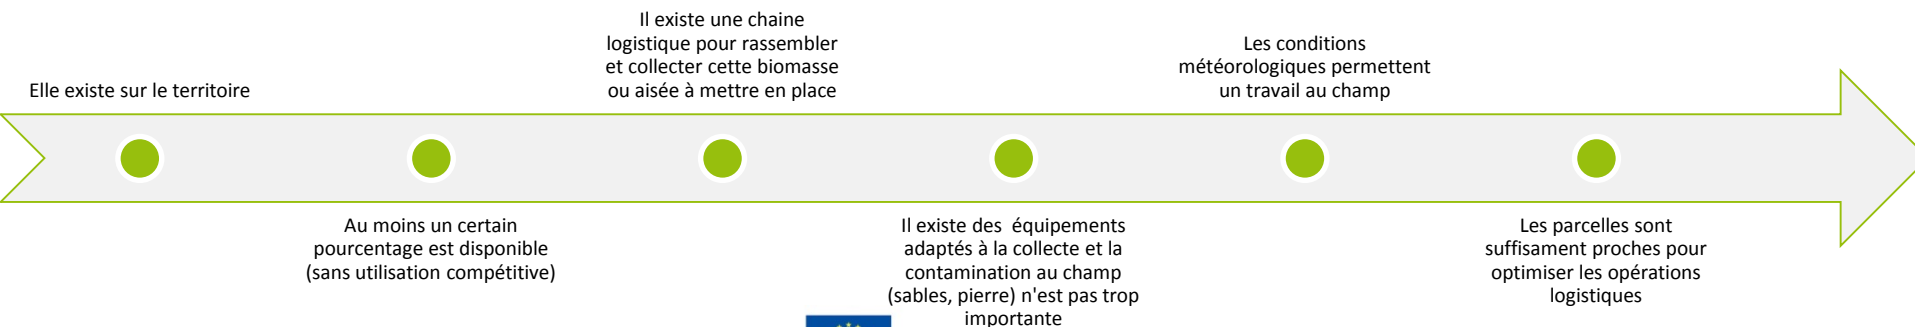 Elle existe sur le territoire
Au moins un certain
pourcentage est disponible
(sans utilisation compétitive)
Il existe une chaine
logistique pour rassembler
et collecter cette biomasse
ou aisée à mettre en place
Il existe des  équipements
adaptés à la collecte et la
contamination au champ
(sables, pierre) n'est pas trop
importante
Les conditions
météorologiques permettent
un travail au champ
Les parcelles sont
suffisament proches pour
optimiser les opérations
logistiques